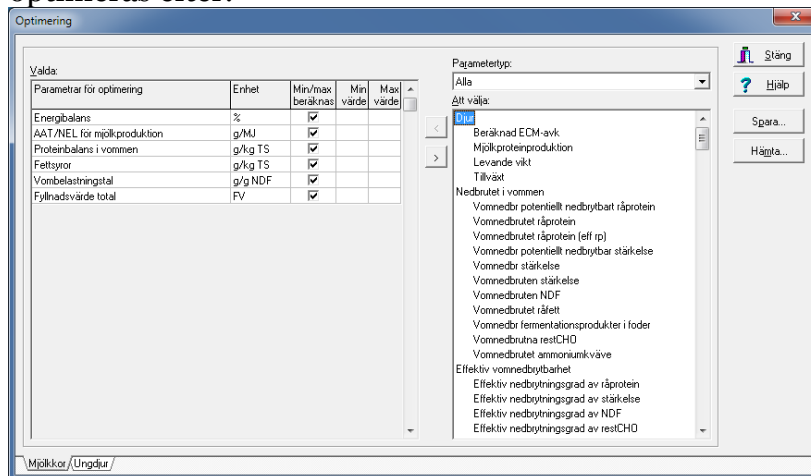 optimeras efter.
Optimering
Valda:
Parametrar för optimering Enhet Min/max beräknas Min värde Max värde
Energibalans %
AAT/NEL för mjölkproduktion g/MJ
Proteinbalans i vommen g/kg TS
Fettsyror g/kg TS
Vombelastningstal g/g NDF
Fyllnadsvärde total FV
<
>
Parametertyp:
Alla
Att välja:
Djur
Beräknad ECM-avk
Mjölkproteinproduktion
Levande vikt
Tillväxt
Nedbrutet i vommen
Vomnedbr potentiellt nedbrytbart råprotein
Vomnedbrutet råprotein
Vomnedbrutet råprotein (eff rp)
Vomnedbr potentiellt nedbrytbar stärkelse
Vomnedbr stärkelse
Vomnedbruten stärkelse
Vomnedbruten NDF
Vomnedbrutet råfett
Vomnedbr fermentationsprodukter i foder
Vomnedbrutna restCHO
Vomnedbrutet ammoniumkväve
Effektiv vomnedbrytbarhet
Effektiv nedbrytningsgrad av råprotein
Effektiv nedbrytningsgrad av stärkelse
Effektiv nedbrytningsgrad av NDF
Effektiv nedbrytningsgrad av restCHO
Stäng
Hjälp
Spara...
Hämta...
Mjölkkor Ungdjur